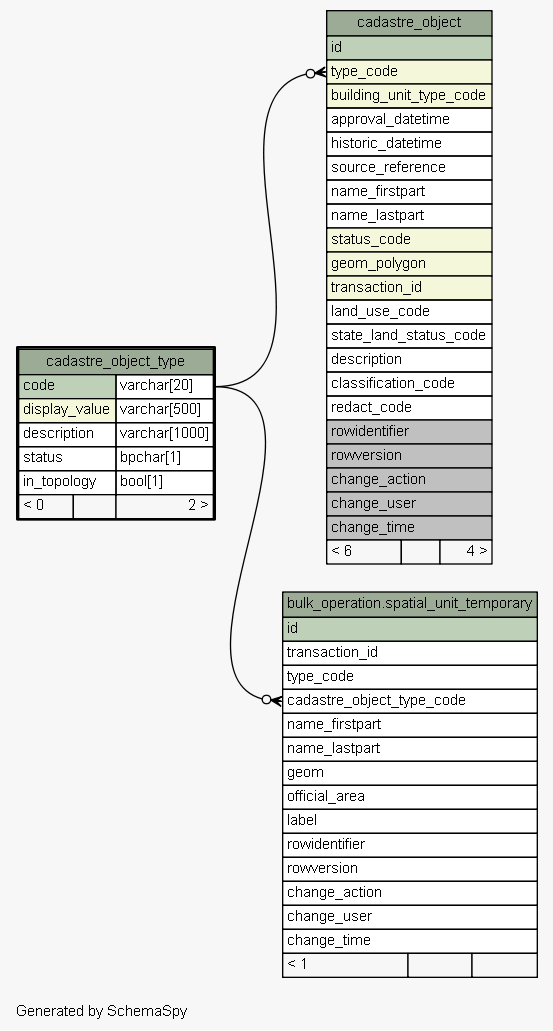 cadastre_object
id
type_code
building_unit_type_code
approval_datetime
historic_datetime
source_reference
name_firstpart
name_lastpart
status_code
geom_polygon
transaction_id
land_use_code
state_land_status_code
description
classification_code
redact_code
rowidentifier
rowversion
change_action
change_user
change_time
< 6 4 >
cadastre_object_type
code varchar[20]
display_value varchar[500]
description varchar[1000]
status bpchar[1]
in_topology bool[1]
< 0 2 >
bulk_operation.spatial_unit_temporary
id
transaction_id
type_code
cadastre_object_type_code
name_firstpart
name_lastpart
geom
official_area
label
rowidentifier
rowversion
change_action
change_user
change_time
< 1
Generated by SchemaSpy